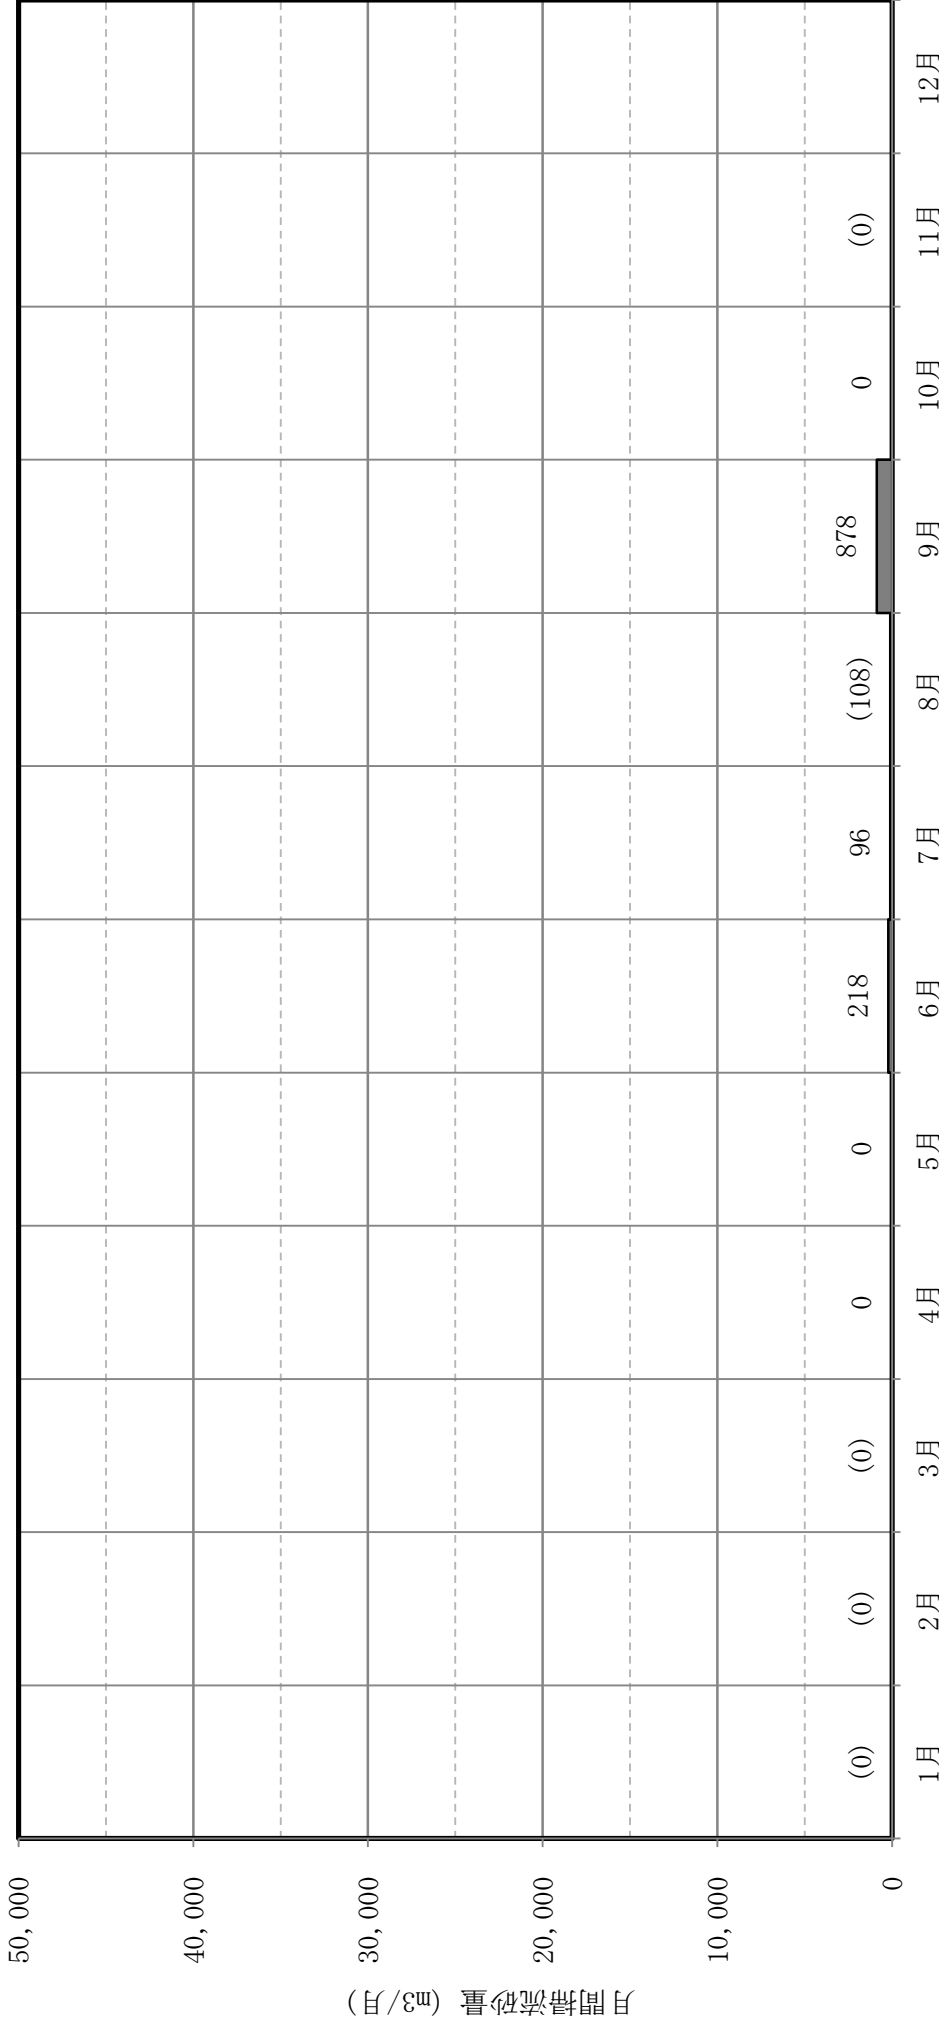 月間掃流砂量 (m3/月)
50,000
40,000
30,000
20,000
10,000
0
(0)
(0)
(0)
0
0
218
96
(108)
878
0
(0)
1月
2月
3月
4月
5月
6月
7月
8月
9月
10月
11月
12月